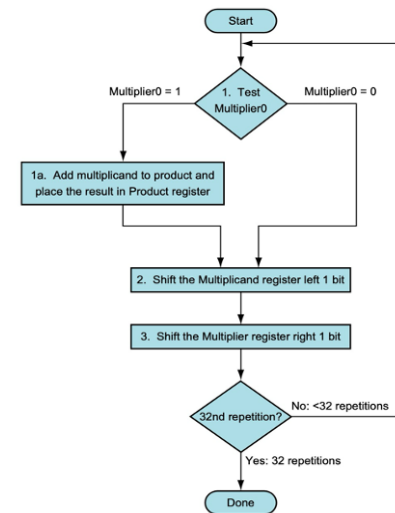 Start
Multiplier0 = 1
1. Test
Multiplier0
Multiplier0 = 0
1a. Add multiplicand to product and
place the result in Product register
2. Shift the Multiplicand register left 1 bit
3. Shift the Multiplier register right 1 bit
32nd repetition?
No: <32 repetitions
Yes: 32 repetitions
Done